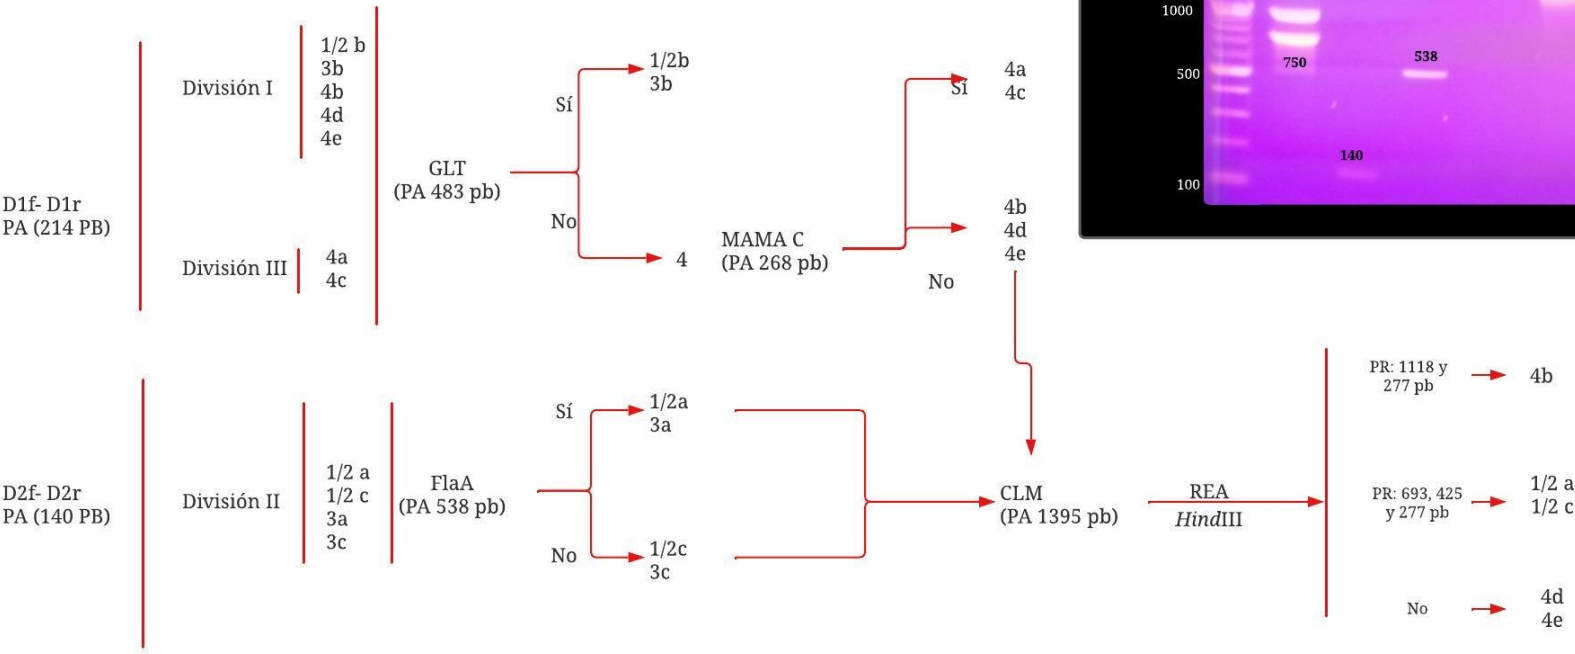 D1f- D1r
PA (214 PB)
División I
1/2 b
3b
4b
4d
4e
División III
4a
4c
GLT
(PA 483 pb)
Sí
1/2b
3b
No
4
MAMA C
(PA 268 pb)
Sí
4a
4c
No
4b
4d
4e
1000
500
100
750
140
538
D2f- D2r
PA (140 PB)
División II
1/2 a
1/2 c
3a
3c
FlaA
(PA 538 pb)
Sí
1/2a
3a
No
1/2c
3c
CLM
(PA 1395 pb)
REA
HindIII
PR: 1118 y
277 pb
4b
PR: 693, 425
y 277 pb
1/2 a
1/2 c
No
4d
4e